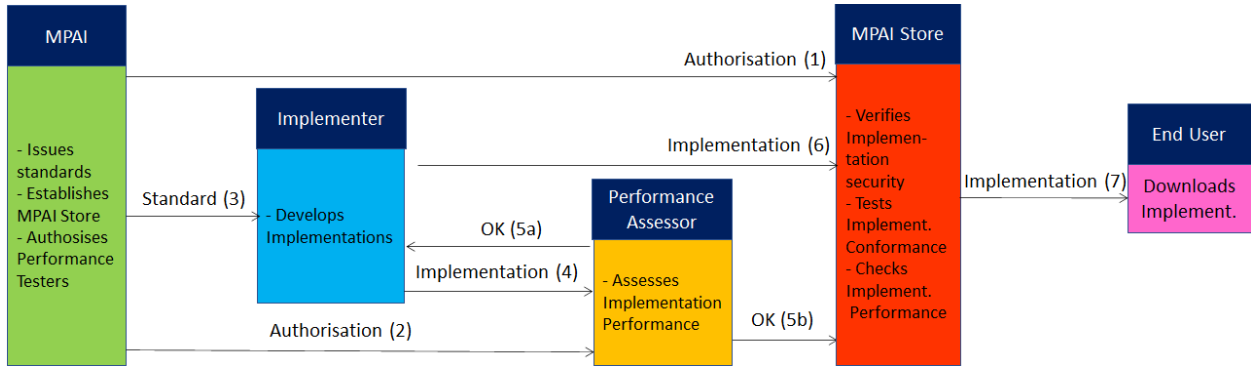 MPAI
- Issues
standards
- Establishes
MPAI Store
- Authosises
Performance
Testers
Authorisation (1)
Standard (3)
Authorisation (2)
Implementer
- Develops
Implementations
Implementation (6)
OK (5a)
Implementation (4)
Performance
Assessor
- Assesses
Implementation
Performance
OK (5b)
MPAI Store
- Verifies
Implemen-
tation
security
- Tests
Implement.
Conformance
- Checks
Implement.
Performance
Implementation (7)
End User
Downloads
Implement.